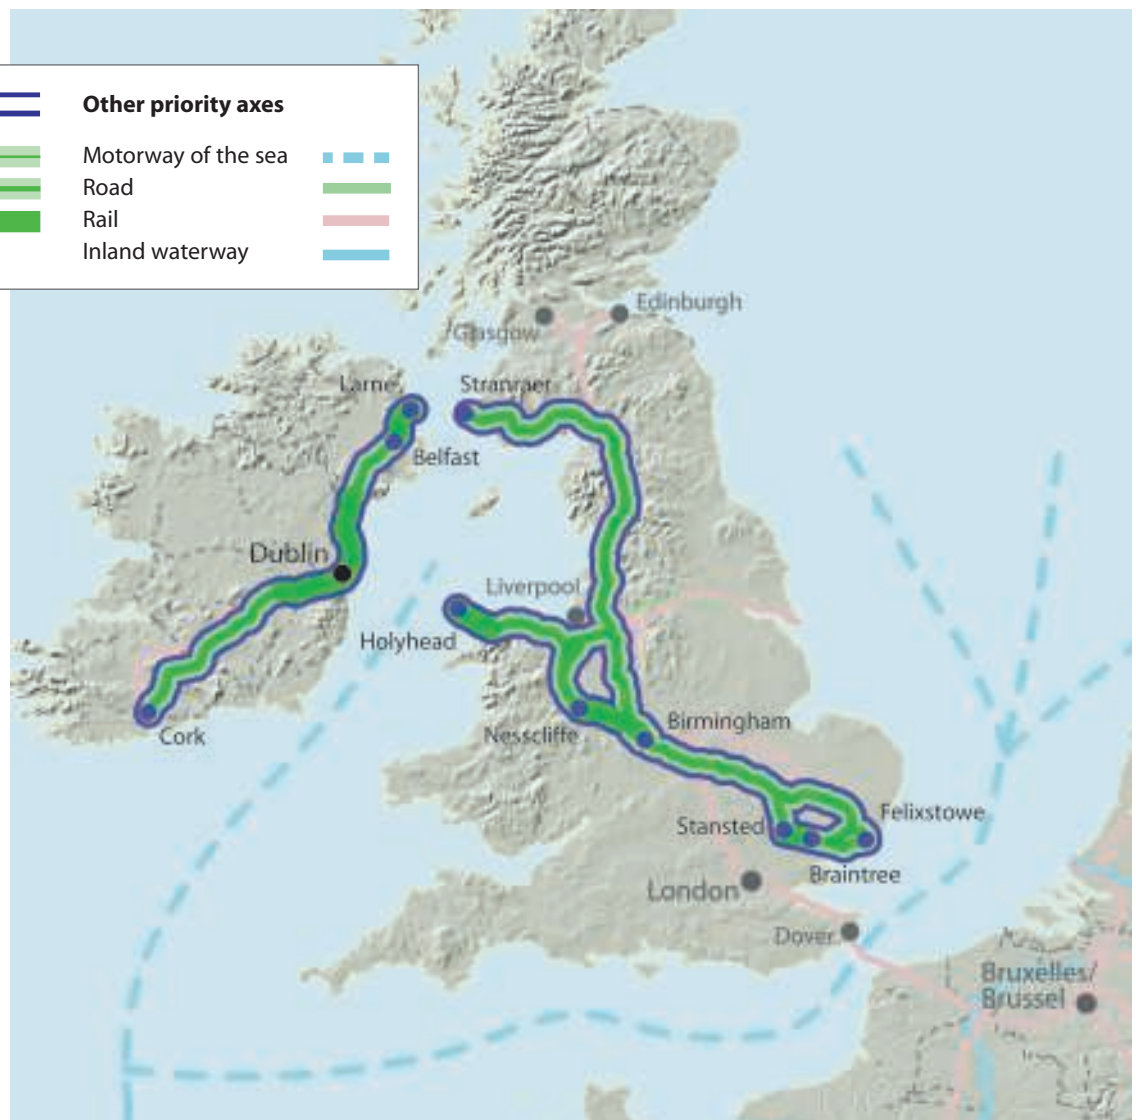 Other priority axes
Motorway of the sea
Road
Rail
Inland waterway
Edinburgh
Glasgow
Larne
Stranraer
Belfast
Dublin
Liverpool
Holyhead
Cork
Nesscliffe
Birmingham
Felixstowe
Stansted
Braintree
London
Dover
Bruxelles/
Brussel